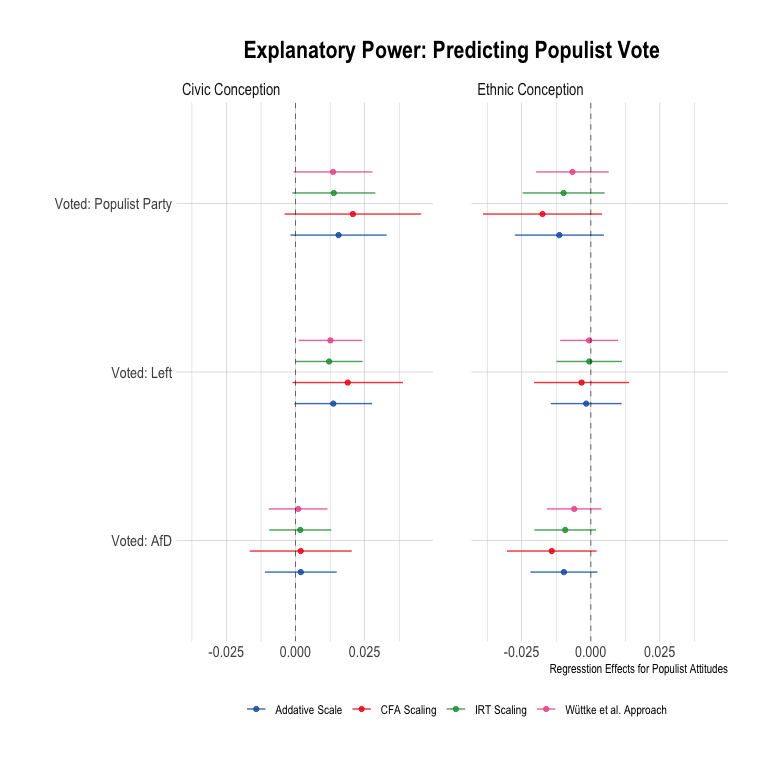 Explanatory Power: Predicting Populist Vote
Civic Conception
Ethnic Conception
Voted: Populist Party
Voted: Left
Voted: AfD
-0.025 0.000 0.025
-0.025 0.000 0.025
Regresstion Effects for Populist Attitudes
Addative Scale CFA Scaling IRT Scaling Wüttke et al. Approach